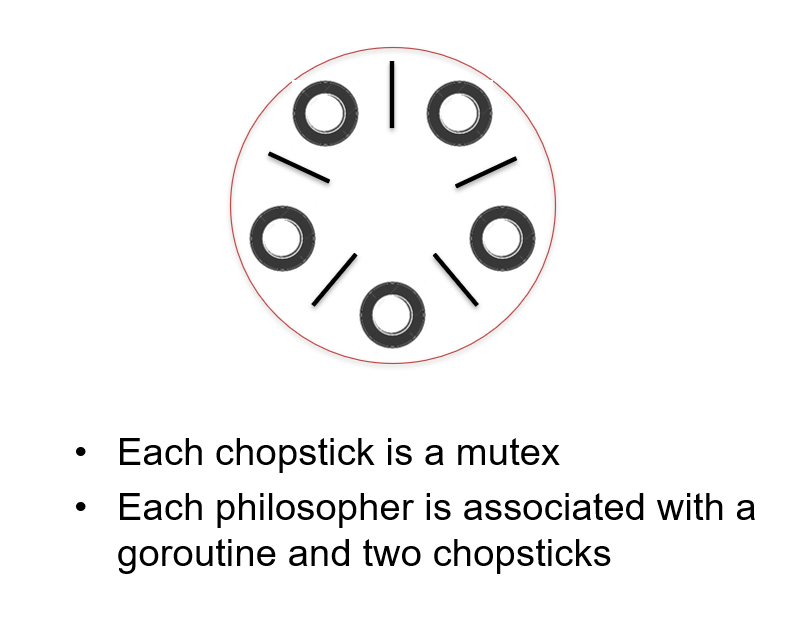 • Each chopstick is a mutex
• Each philosopher is associated with a
goroutine and two chopsticks